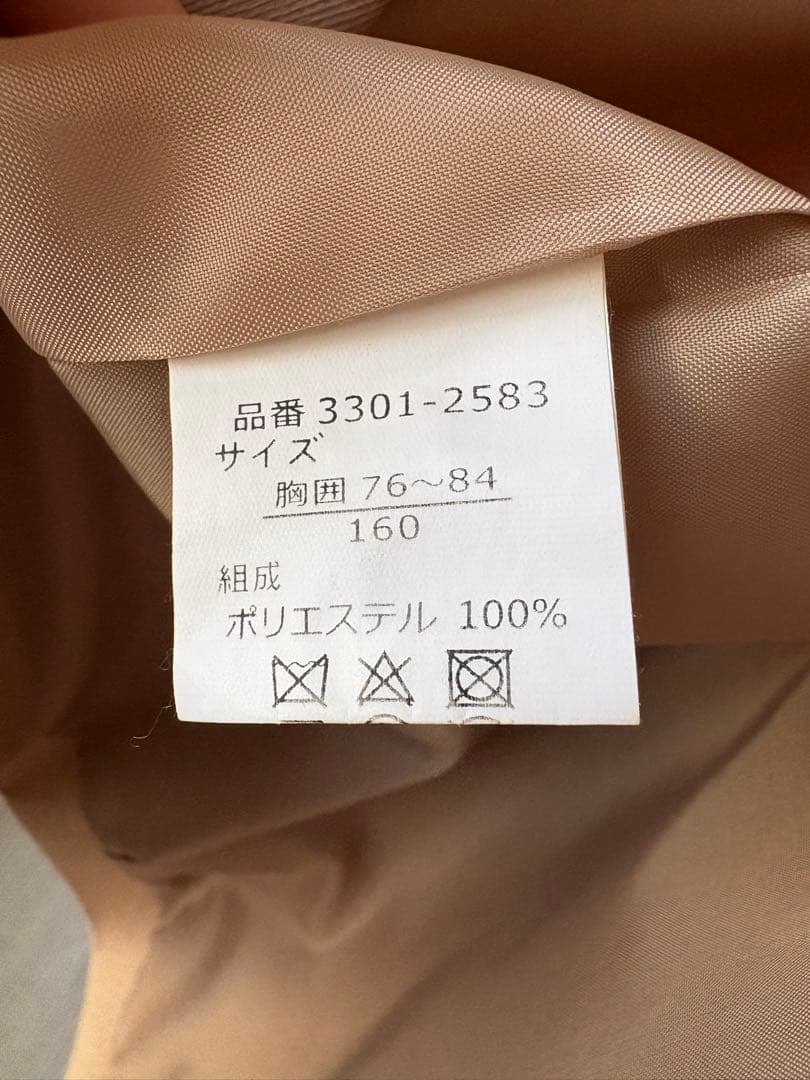 品番 3301-2583
サイズ
胸囲 76～84
160
組成
ポリエステル 100%